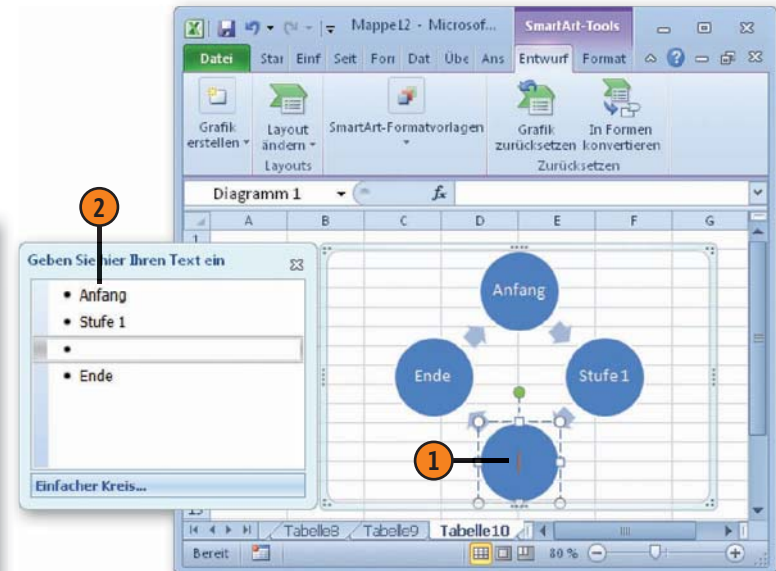 Mappe12 - Microsof... SmartArt-Tools
Datei Star Einf Seit Forr Dat Übe Ans Entwurf Format
Grafik erstellen
Layout ändern
SmartArt-Formatvorlagen
Grafik zurücksetzen
In Formen konvertieren
Layouts
Zurücksetzen
Diagramm 1 fx
A B C D E F G
1
2
Geben Sie hier Ihren Text ein
• Anfang
• Stufe 1
•
• Ende
Einfacher Kreis...
Anfang
Ende
Stufe 1
1
Tabelle8 Tabelle9 Tabelle10
Bereit 80 %